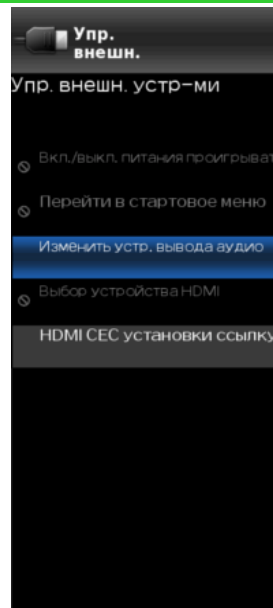 Упр.
внешн.
Упр. внешн. устр-ми
Вкл./выкл. питания проигрыват
Перейти в стартовое меню
Изменить устр. вывода аудио
Выбор устройства HDMI
HDMI CEC установки ссылку